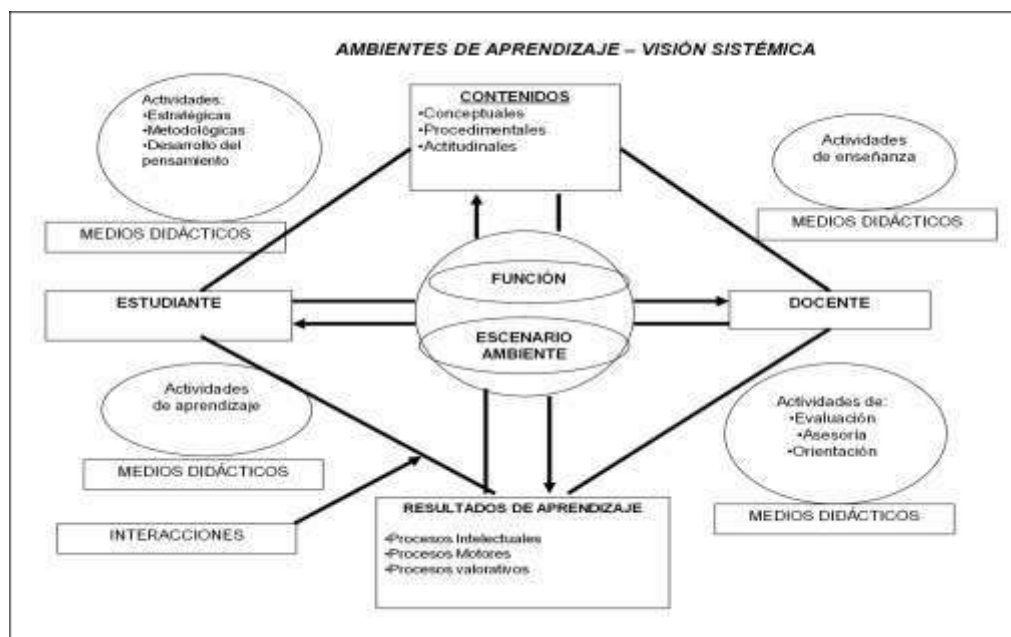 AMBIENTES DE APRENDIZAJE – VISIÓN SISTÉMICA
Actividades:
•Estratégicas
•Metodológicas
•Desarrollo del
pensamiento
MEDIOS DIDÁCTICOS
CONTENIDOS
•Conceptuales
•Procedimentales
•Actitudinales
Actividades
de enseñanza
MEDIOS DIDÁCTICOS
ESTUDIANTE
FUNCIÓN
ESCENARIO
AMBIENTE
DOCENTE
Actividades
de aprendizaje
MEDIOS DIDÁCTICOS
INTERACCIONES
RESULTADOS DE APRENDIZAJE
•Procesos Intelectuales
•Procesos Motores
•Procesos valorativos
Actividades de:
•Evaluación
•Asesoría
•Orientación
MEDIOS DIDÁCTICOS